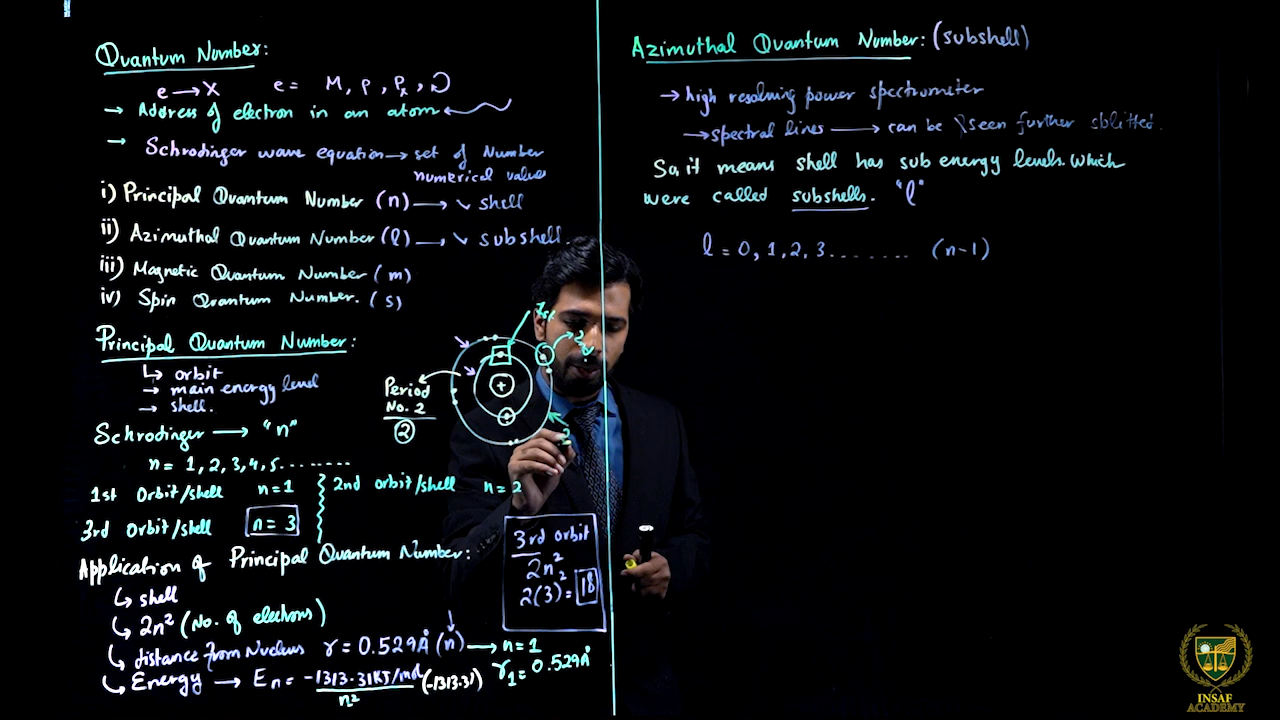 Quantum Number:
e → X e = M, P, Px, D
→ Address of electron in an atom ←
→ Schrodinger wave equation → set of Number
numerical values
i) Principal Quantum Number (n) → shell
ii) Azimuthal Quantum Number (l) → subshell.
iii) Magnetic Quantum Number (m)
iv) Spin Quantum Number. (s)
Principal Quantum Number:
↳ orbit
→ main energy level
→ shell.
Schrodinger → "n"
n = 1, 2, 3, 4, 5........
1st Orbit/shell n=1
2nd orbit/shell n=2
3rd Orbit/shell n=3
Period
No. 2
2
+
Application of Principal Quantum Number:
↳ shell
↳ 2n² (No. of electrons)
↳ distance from Nucleus r = 0.529Å (n) → n=1
r₁ = 0.529Å
↳ Energy → En = -1313.31KJ/mol (-1313.31)
n²
3rd orbit
2n²
2(3)² = 18
Azimuthal Quantum Number: (subshell)
→ high resolving power spectrometer
→ spectral lines → can be seen further sblitted.
So, it means shell has sub energy levels. which
were called subshells. "l"
l = 0, 1, 2, 3........ (n-1)
INSAF
ACADEMY